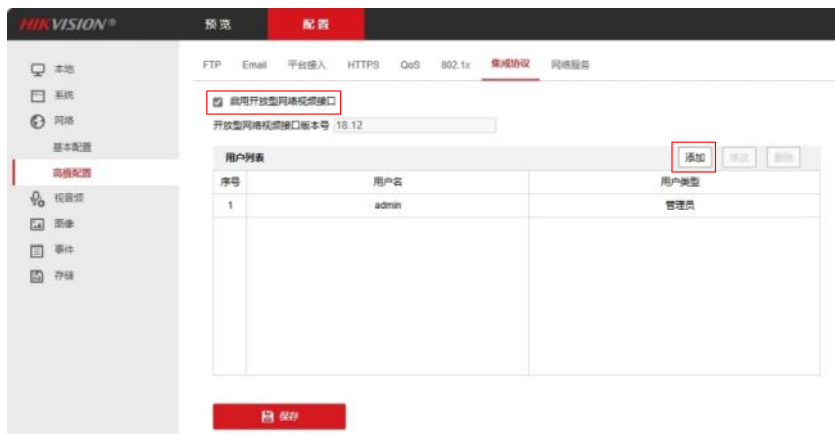 HIKVISION®
预览 配置
本地
系统
网络
基本配置
高级配置
视音频
图像
事件
存储
FTP Email 平台接入 HTTPS QoS 802.1x 集成协议 网络服务
启用开放型网络视频接口
开放型网络视频接口版本号 18.12
用户列表 添加 修改 删除
序号 用户名 用户类型
1 admin 管理员
保存